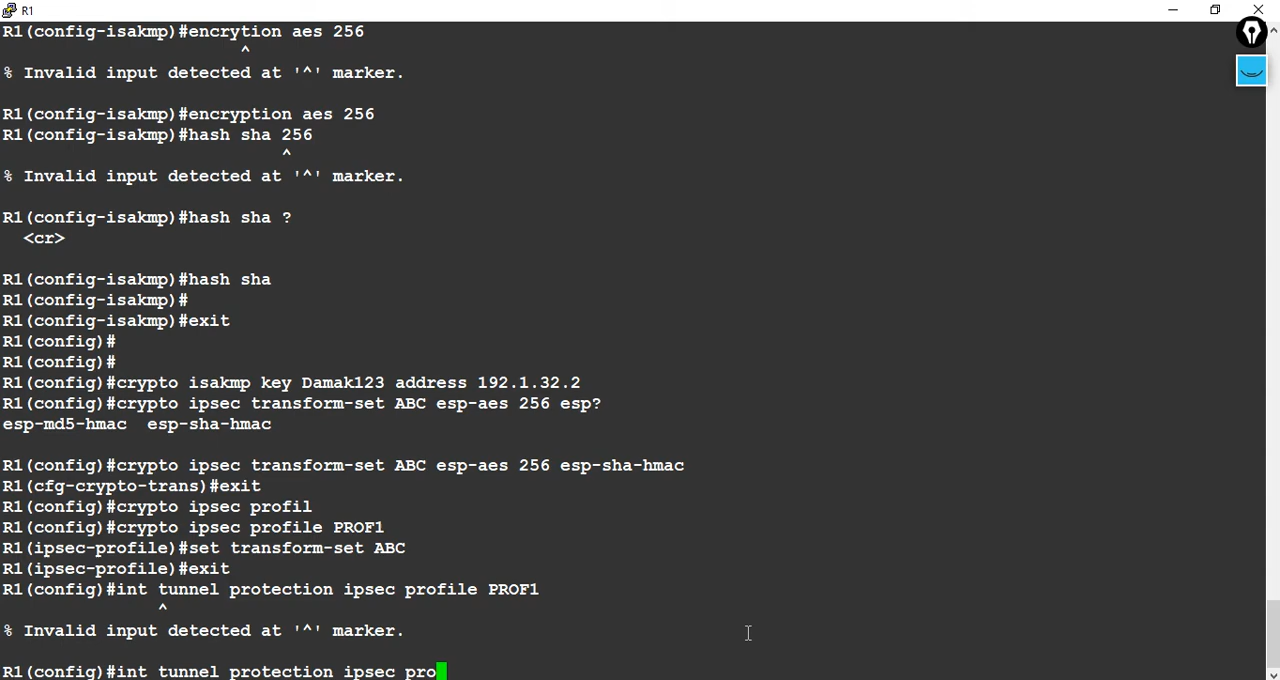 R1
R1(config-isakmp)#encrytion aes 256
^
% Invalid input detected at '^' marker.
R1(config-isakmp)#encryption aes 256
R1(config-isakmp)#hash sha 256
^
% Invalid input detected at '^' marker.
R1(config-isakmp)#hash sha ?
<cr>
R1(config-isakmp)#hash sha
R1(config-isakmp)#
R1(config-isakmp)#exit
R1(config)#
R1(config)#
R1(config)#crypto isakmp key Damak123 address 192.1.32.2
R1(config)#crypto ipsec transform-set ABC esp-aes 256 esp?
esp-md5-hmac  esp-sha-hmac
R1(config)#crypto ipsec transform-set ABC esp-aes 256 esp-sha-hmac
R1(cfg-crypto-trans)#exit
R1(config)#crypto ipsec profil
R1(config)#crypto ipsec profile PROF1
R1(ipsec-profile)#set transform-set ABC
R1(ipsec-profile)#exit
R1(config)#int tunnel protection ipsec profile PROF1
^
% Invalid input detected at '^' marker.
R1(config)#int tunnel protection ipsec pro